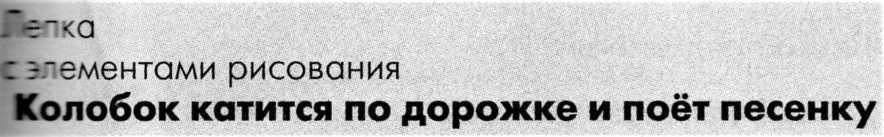 Лепка
с элементами рисования
Колобок катится по дорожке и поёт песенку